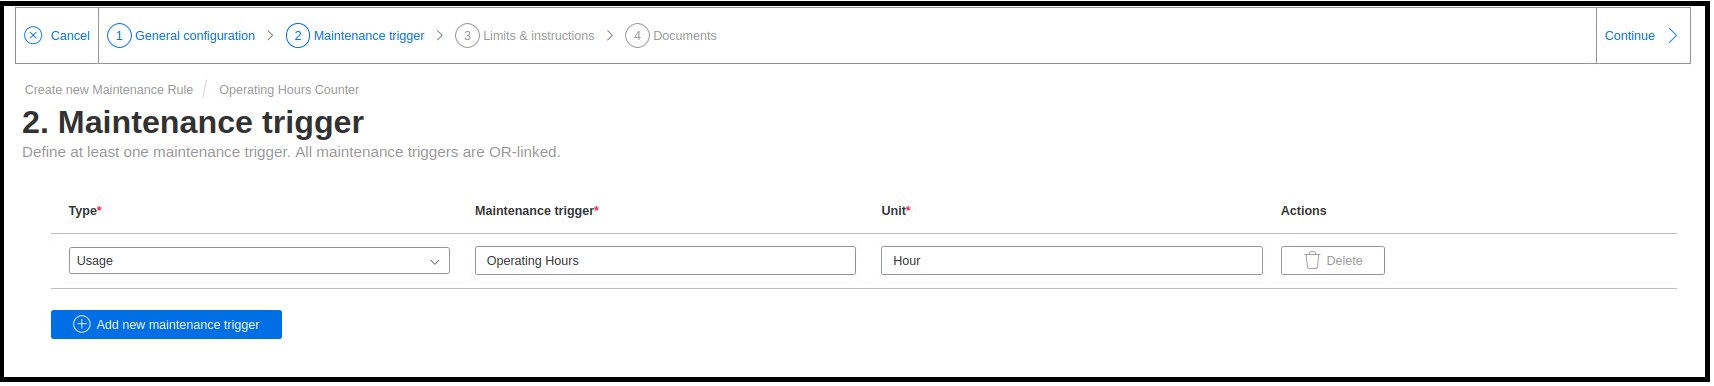 Cancel 1 General configuration 2 Maintenance trigger 3 Limits & instructions 4 Documents Continue
Create new Maintenance Rule / Operating Hours Counter
2. Maintenance trigger
Define at least one maintenance trigger. All maintenance triggers are OR-linked.
Type* Maintenance trigger* Unit* Actions
Usage Operating Hours Hour Delete
Add new maintenance trigger